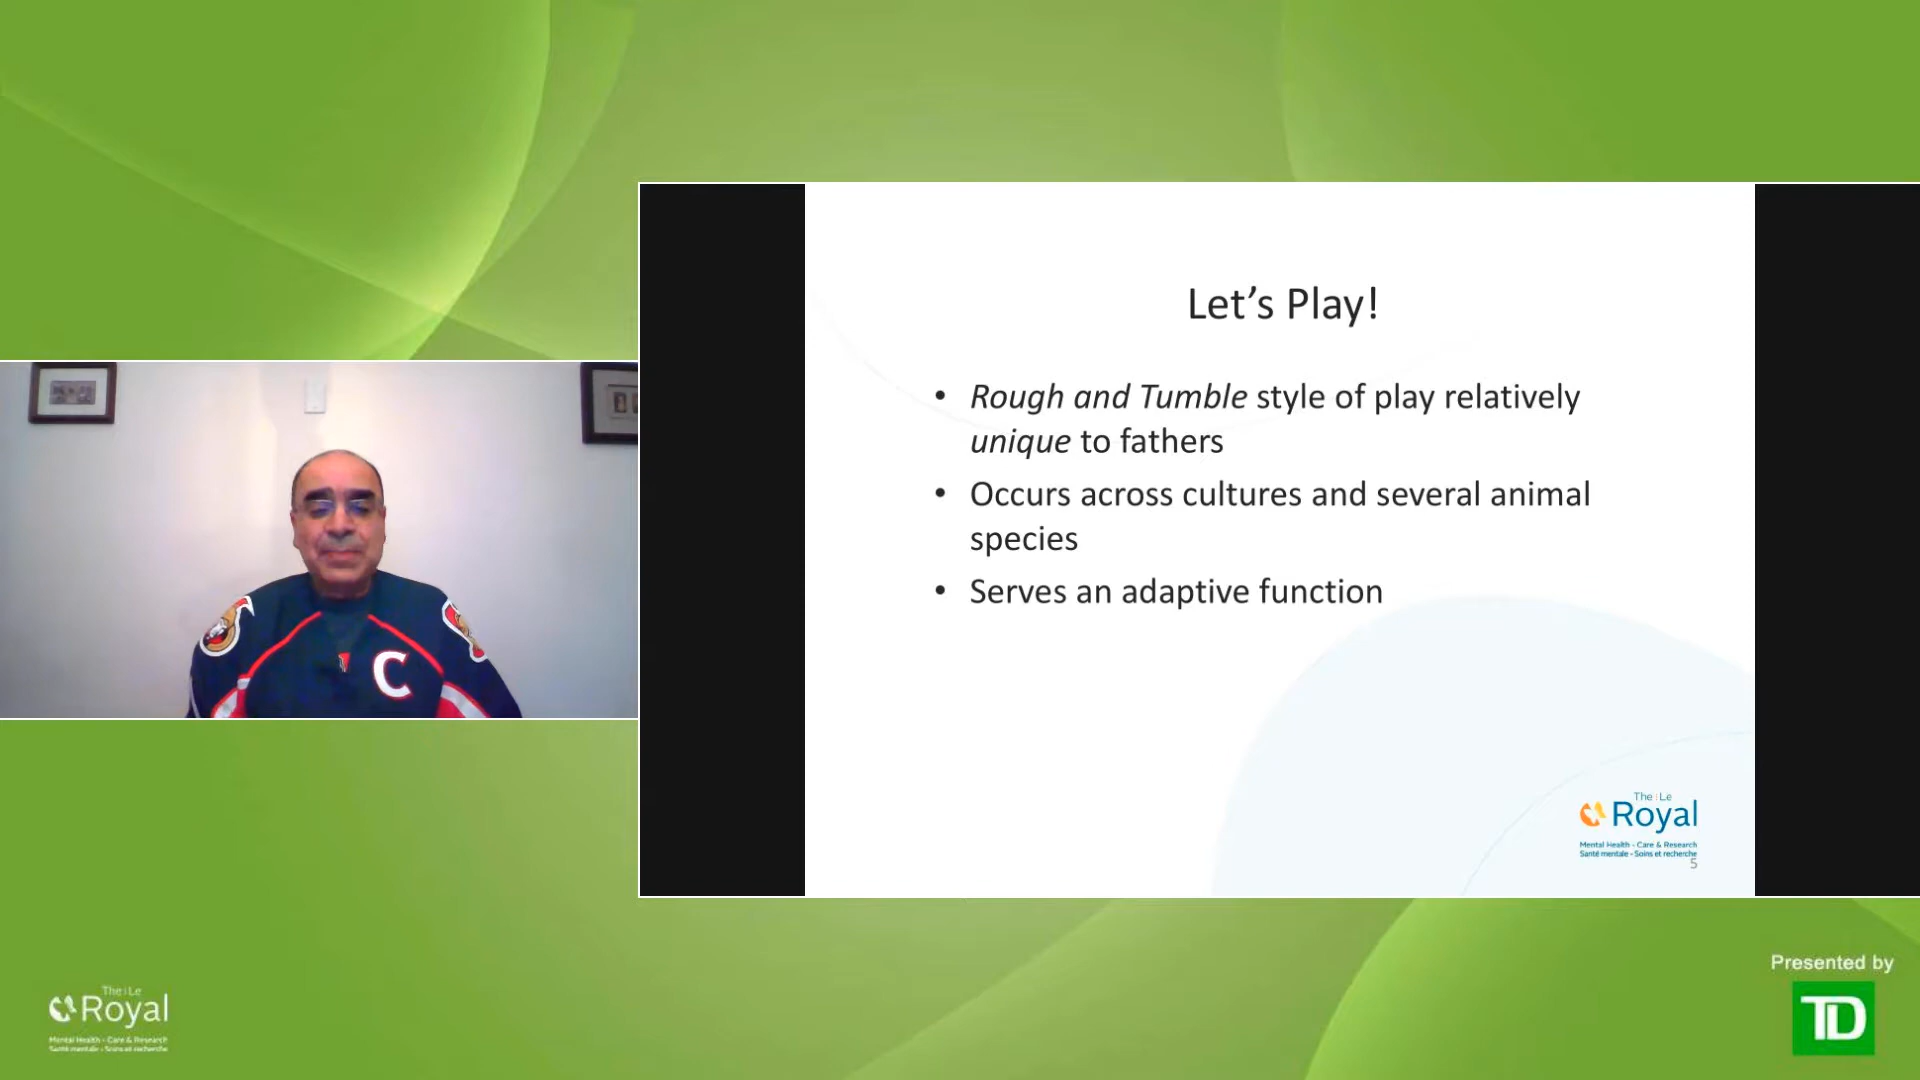 Let’s Play!
• Rough and Tumble style of play relatively
unique to fathers
• Occurs across cultures and several animal
species
• Serves an adaptive function
The | Le
Royal
Mental Health - Care & Research
Santé mentale - Soins et recherche
5
C
The | Le
Royal
Mental Health - Care & Research
Santé mentale - Soins et recherche
Presented by
TD